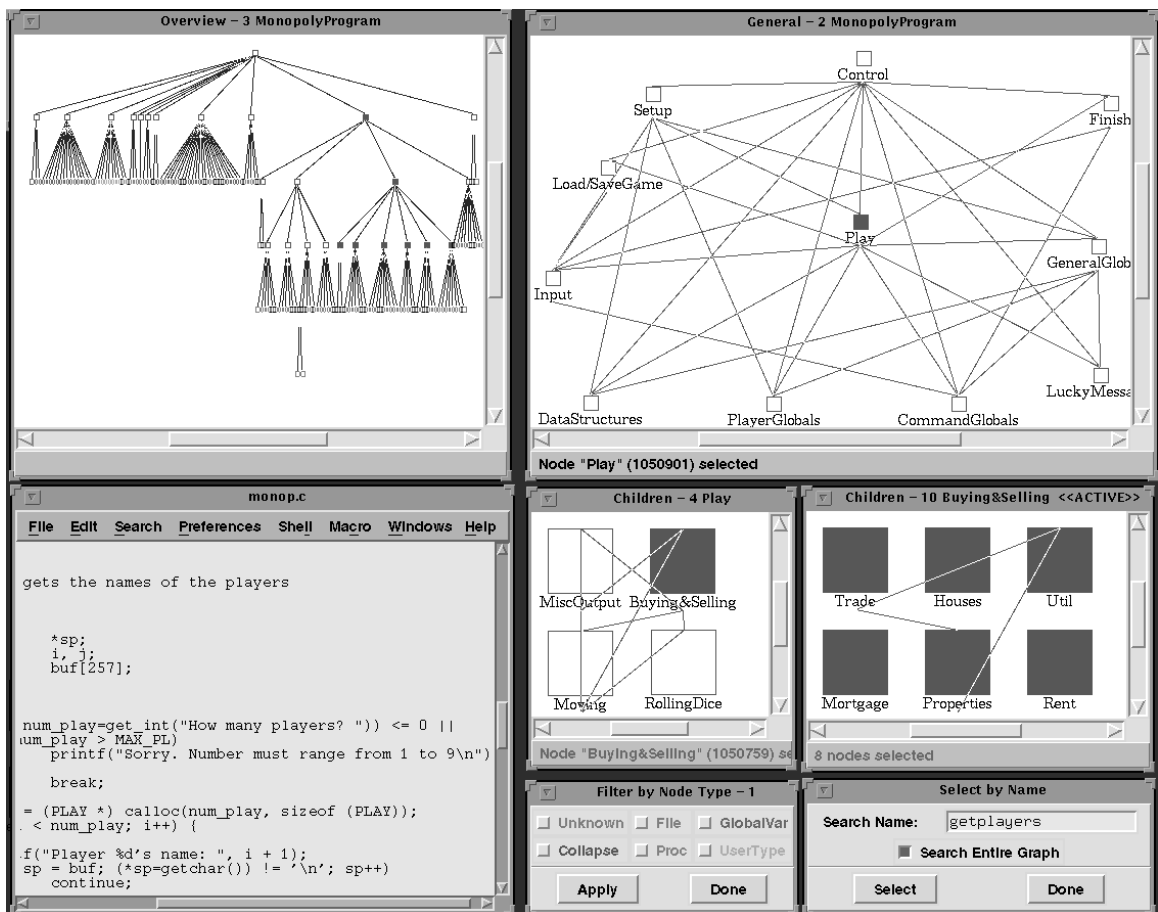 Overview – 3 MonopolyProgram
General – 2 MonopolyProgram
Control
Setup
Finish
Load/SaveGame
Play
GeneralGlob
Input
LuckyMessa
DataStructures
PlayerGlobals
CommandGlobals
Node "Play" (1050901) selected
monop.c
File Edit Search Preferences Shell Macro Windows Help
gets the names of the players
*sp;
i, j;
buf[257];
num_play=get_int("How many players? ")) <= 0 ||
num_play > MAX_PL)
printf("Sorry. Number must range from 1 to 9\n")
break;
= (PLAY *) calloc(num_play, sizeof (PLAY));
. < num_play; i++) {
f("Player %d's name: ", i + 1);
sp = buf; (*sp=getchar()) != '\n'; sp++)
continue;
Children – 4 Play
MiscOutput
Buying&Selling
Moving
RollingDice
Node "Buying&Selling" (1050759) se
Children – 10 Buying&Selling <<ACTIVE>>
Trade
Houses
Util
Mortgage
Properties
Rent
8 nodes selected
Filter by Node Type – 1
Unknown File GlobalVar
Collapse Proc UserType
Apply Done
Select by Name
Search Name: getplayers
Search Entire Graph
Select Done